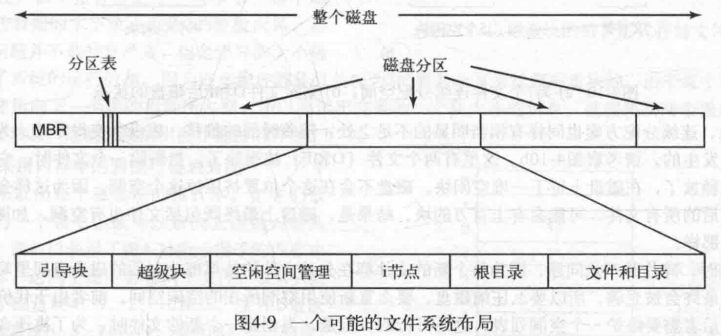 整个磁盘
分区表
磁盘分区
MBR
引导块
超级块
空闲空间管理
i节点
根目录
文件和目录
图4-9 一个可能的文件系统布局